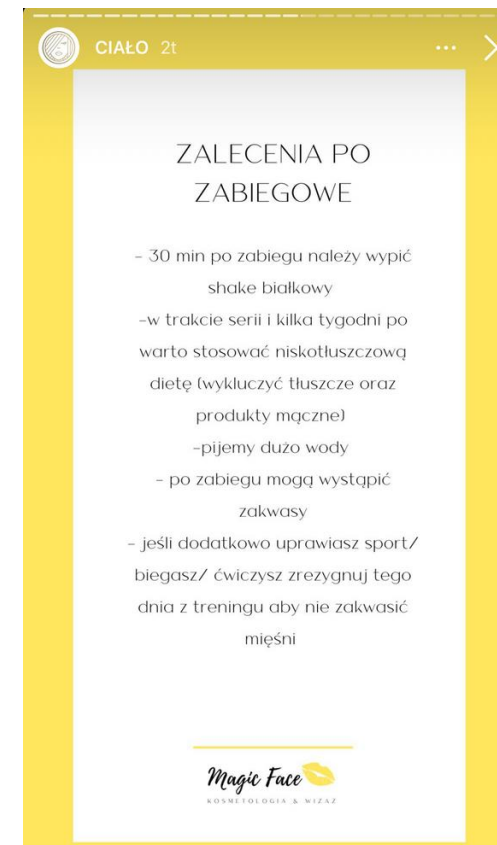 CIAŁO 2t
ZALECENIA PO
ZABIEGOWE
- 30 min po zabiegu należy wypić
shake białkowy
-w trakcie serii i kilka tygodni po
warto stosować niskotłuszczową
dietę (wykluczyć tłuszcze oraz
produkty mączne)
-pijemy dużo wody
- po zabiegu mogą wystąpić
zakwasy
- jeśli dodatkowo uprawiasz sport/
biegasz/ ćwiczysz zrezygnuj tego
dnia z treningu aby nie zakwasić
mięśni
Magic Face
KOSMETOLOGIA & WIZAŻ